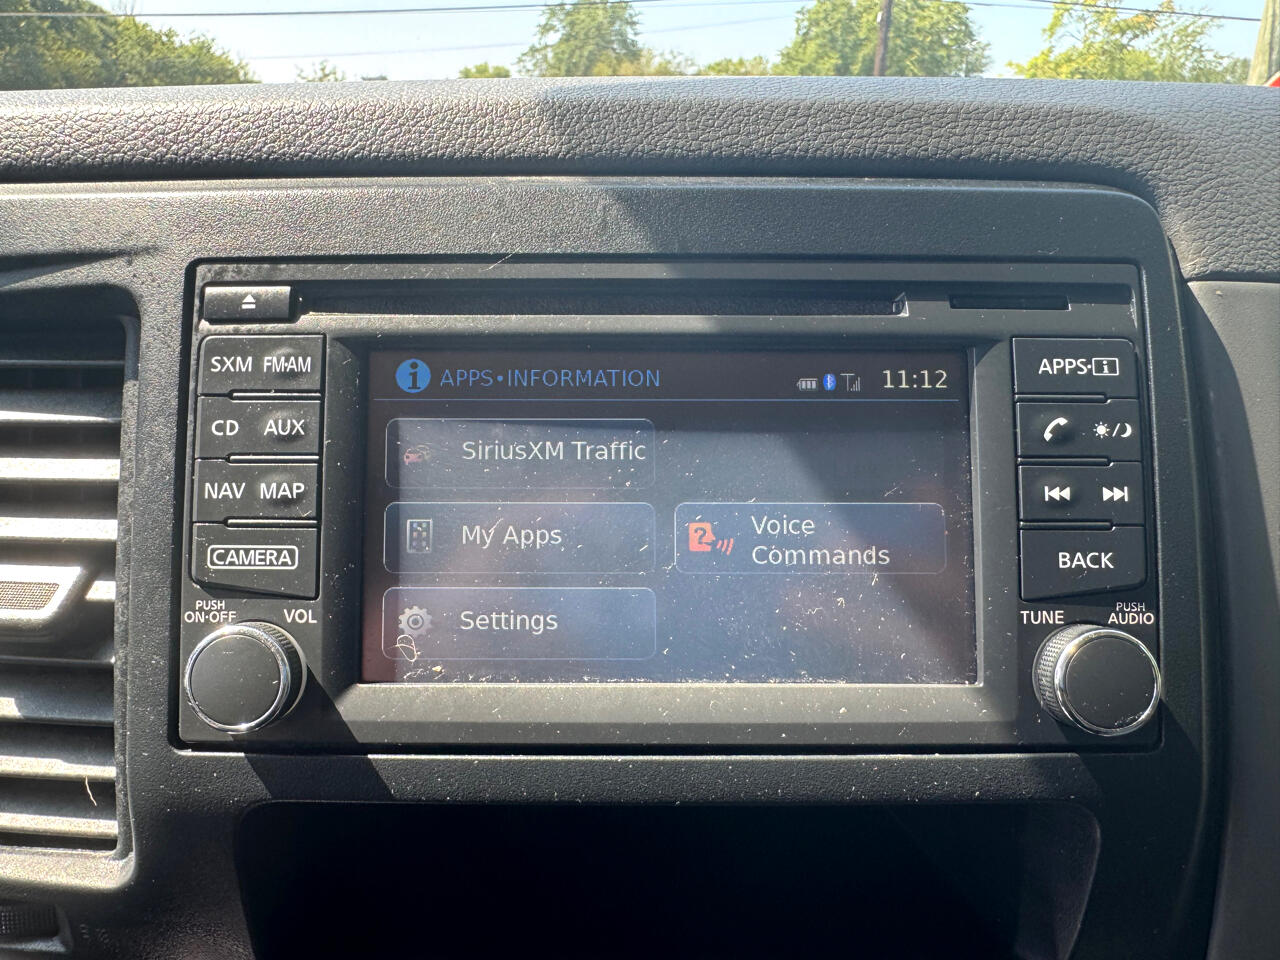 SXM FM·AM
CD AUX
NAV MAP
CAMERA
PUSH
ON·OFF VOL
APPS•INFORMATION 11:12
SiriusXM Traffic
My Apps
Voice
Commands
Settings
APPS·i
BACK
TUNE PUSH
AUDIO